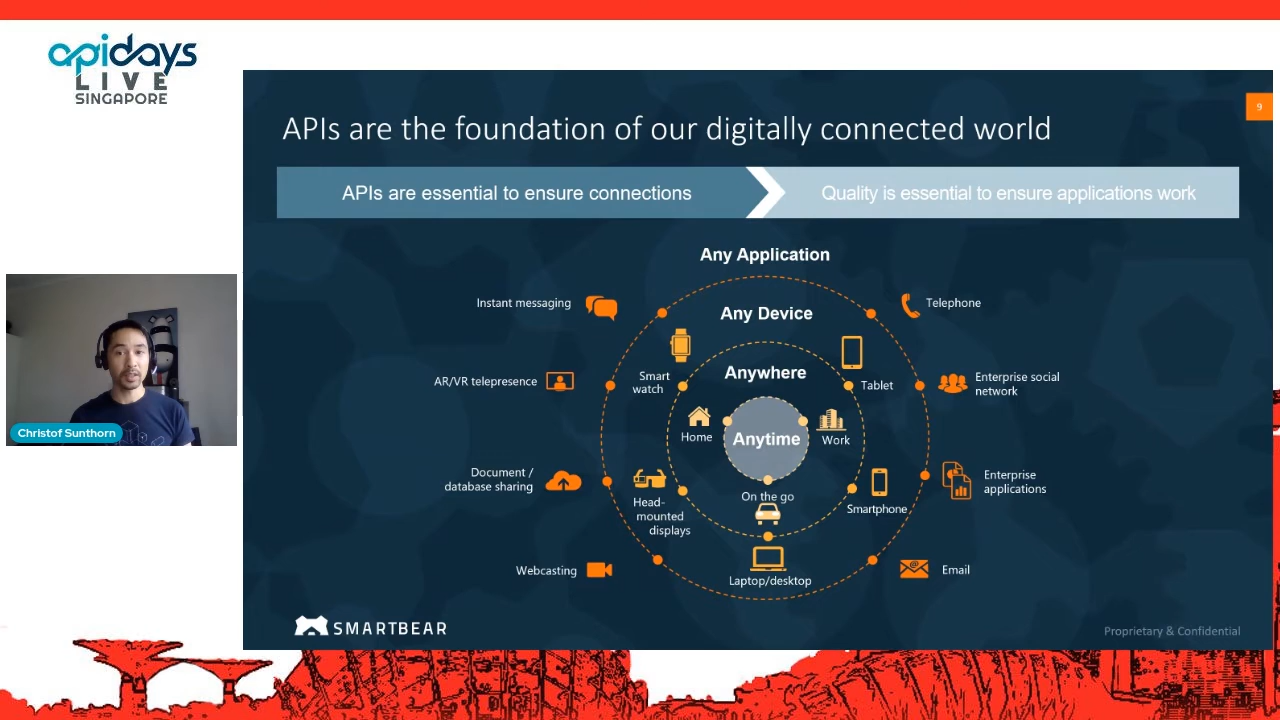 apidays
LIVE
SINGAPORE
9
APIs are the foundation of our digitally connected world
APIs are essential to ensure connections
Quality is essential to ensure applications work
Any Application
Instant messaging
Telephone
Any Device
Anywhere
AR/VR telepresence
Smart
watch
Tablet
Enterprise social
network
Home
Anytime
Work
Document /
database sharing
Head-
mounted
displays
On the go
Smartphone
Enterprise
applications
Webcasting
Laptop/desktop
@
Email
Christof Sunthorn
SMARTBEAR
Proprietary & Confidential